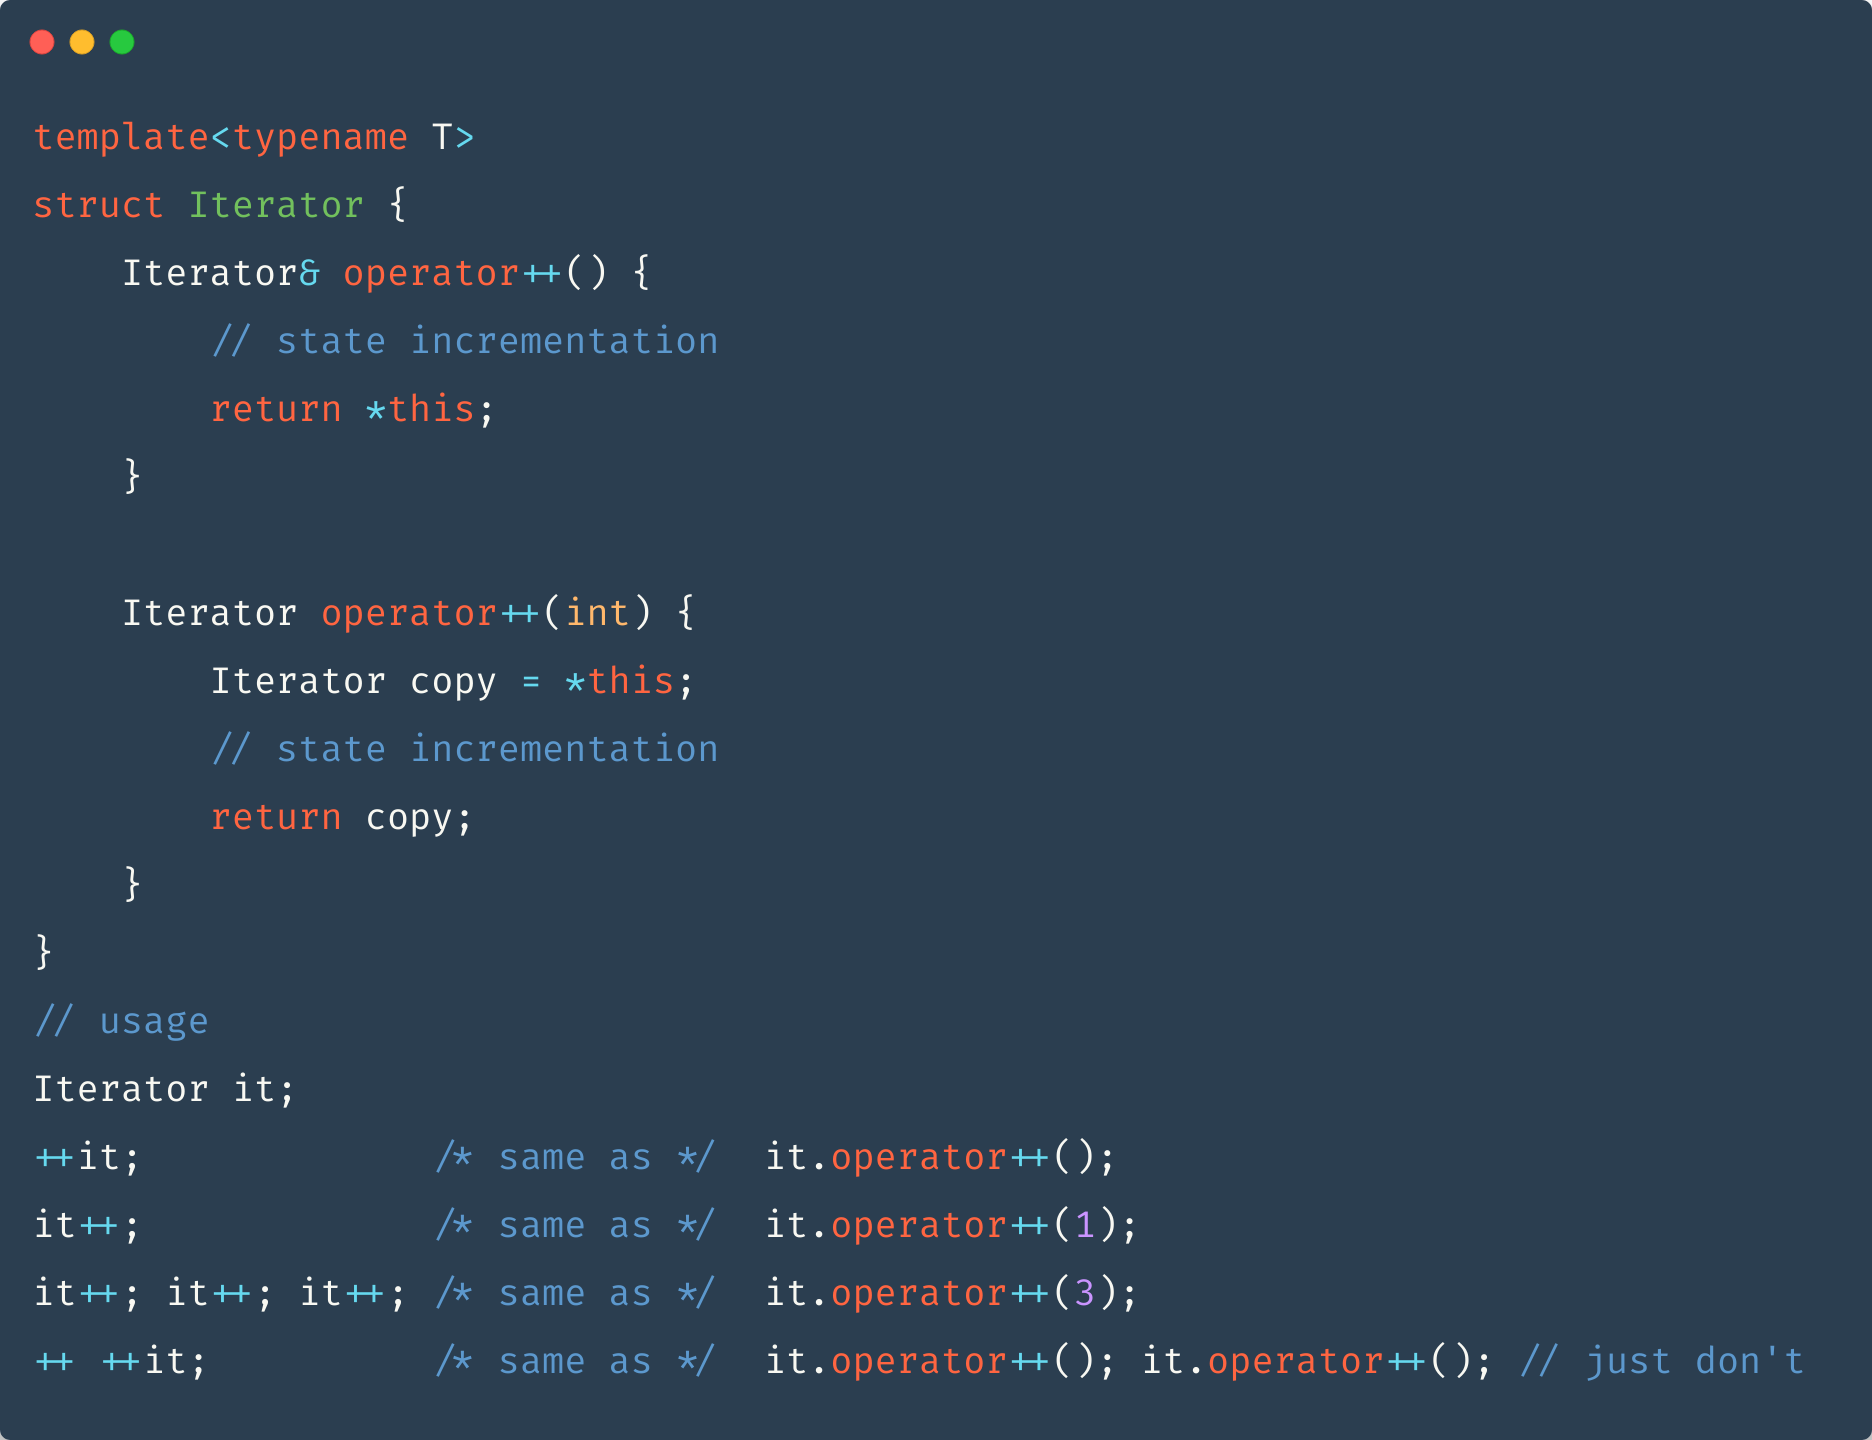 template<typename T>
struct Iterator {
    Iterator& operator++() {
        // state incrementation
        return *this;
    }

    Iterator operator++(int) {
        Iterator copy = *this;
        // state incrementation
        return copy;
    }
}
// usage
Iterator it;
++it;             /* same as */  it.operator++();
it++;             /* same as */  it.operator++(1);
it++; it++; it++; /* same as */  it.operator++(3);
++ ++it;          /* same as */  it.operator++(); it.operator++(); // just don't